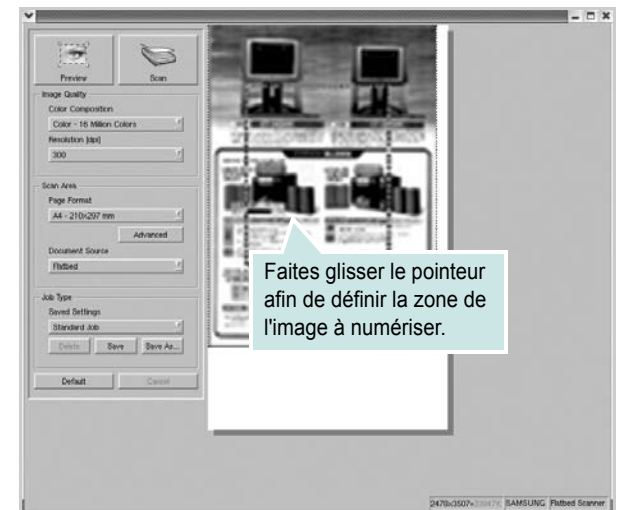 Preview
Scan
Image Quality
Color Composition
Color - 16 Million Colors
Resolution [dpi]
300
Scan Area
Page Format
A4 - 210x297 mm
Advanced
Document Source
Flatbed
Job Type
Saved Settings
Standard Job
Delete
Save
Save As...
Default
Cancel
Faites glisser le pointeur
afin de définir la zone de
l'image à numériser.
SAMSUNG
Flatbed Scanner